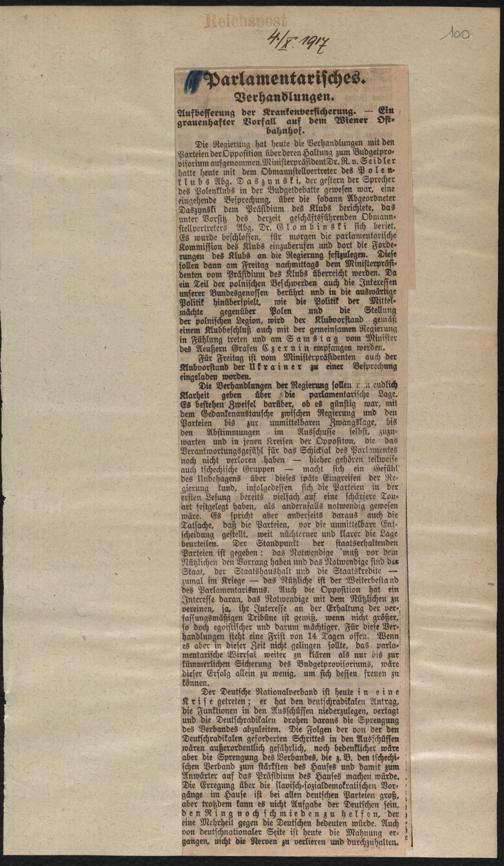 Reichspost
4/X. 1917
100
Parlamentarisches.
Verhandlungen.
Aufbesserung der Krankenversicherung. — Ein
grauenhafter Vorfall auf dem Wiener Ost-
bahnhof.
Die Regierung hat heute die Verhandlungen mit den
Parteien der Opposition über deren Haltung zum Budgetpro-
visorium aufgenommen. Ministerpräsident Dr. R. v. Seidler
hatte heute mit dem Obmannstellvertreter des Polen-
klubs Abg. Daszynski, der gestern der Sprecher
des Polenklubs in der Budgetdebatte gewesen war, eine
eingehende Besprechung, über die sodann Abgeordneter
Daszynski dem Präsidium des Klubs berichtete, das
unter Vorsitz des derzeit geschäftsführenden Obmann-
stellvertreters Abg. Dr. Glombinski sich beriet.
Es wurde beschlossen, für morgen die parlamentarische
Kommission des Klubs einzuberufen und dort die Forde-
rungen des Klubs an die Regierung festzulegen. Diese
sollen dann am Freitag nachmittags dem Ministerpräsi-
denten vom Präsidium des Klubs überreicht werden. Da
ein Teil der polnischen Beschwerden auch die Interessen
unserer Bundesgenossen berührt und in die auswärtige
Politik hinüberspielt, wie die Politik der Mittel-
mächte gegenüber Polen und die Stellung
der polnischen Legion, wird der Klubvorstand gemäß
einem Klubbeschluß auch mit der gemeinsamen Regierung
in Fühlung treten und am Samstag vom Minister
des Aeußern Grafen Czernin empfangen werden.
Für Freitag ist vom Ministerpräsidenten auch der
Klubvorstand der Ukrainer zu einer Besprechung
eingeladen worden.
Die Verhandlungen der Regierung sollen nun endlich
Klarheit geben über die parlamentarische Lage.
Es bestehen Zweifel darüber, ob es günstig war, mit
dem Gedankenaustausche zwischen Regierung und den
Parteien bis zur unmittelbaren Zwangslage, bis
den Abstimmungen im Ausschusse selbst, zuzu-
warten und in jenen Kreisen der Opposition, die das
Verantwortungsgefühl für das Schicksal des Parlamentes
noch nicht verloren haben — hieher gehören teilweise
auch tschechische Gruppen — macht sich ein Gefühl
des Unbehagens über dieses späte Eingreifen der Re-
gierung kund, infolgedessen sich die Parteien in der
ersten Lesung bereits vielfach auf eine schärfere Ton-
art festgelegt haben, als andernfalls notwendig gewesen
wäre. Es spricht aber anderseits daraus auch die
Tatsache, daß die Parteien, vor die unmittelbare Ent-
scheidung gestellt, weit nüchterner und klarer die Lage
beurteilen. Der Standpunkt der staatserhaltenden
Parteien ist gegeben: das Notwendige muß vor dem
Nützlichen den Vorrang haben und das Notwendige sind der
Staat, der Staatshaushalt und die Staatskredite —
zumal im Kriege — das Nützliche ist der Weiterbestand
des Parlamentarismus. Auch die Opposition hat ein
Interesse daran, das Notwendige mit dem Nützlichen zu
vereinen, ja, ihr Interesse an der Erhaltung der ver-
fassungsmäßigen Tribüne ist gewiß, wenn nicht größer,
so doch egoistischer und darum mächtiger. Für diese Ver-
handlungen steht eine Frist von 14 Tagen offen. Wenn
es aber in dieser Zeit nicht gelingen sollte, das parla-
mentarische Wirrsal weiter zu klären als nur bis zur
kümmerlichen Sicherung des Budgetprovisoriums, wäre
dieser Erfolg allein zu wenig, um sich dessen freuen zu
können.
Der Deutsche Nationalverband ist heute in eine
Krise getreten; er hat den deutschradikalen Antrag,
die Funktionen in den Ausschüssen niederzulegen, vertagt
und die Deutschradikalen drohen daraus die Sprengung
des Verbandes abzuleiten. Die Folgen der von der den
Deutschradikalen geforderten Schrittes in den Ausschüssen
wären außerordentlich gefährlich, noch bedenklicher wäre
aber die Sprengung des Verbandes, die z. B. den tschechi-
schen Verband zum stärksten des Hauses und damit zum
Anwärter auf das Präsidium des Hauses machen würde.
Die Erregung über die slavisch-sozialdemokratischen Vor-
gänge im Hause ist bei allen deutschen Parteien groß,
aber trotzdem kann es nicht Aufgabe der Deutschen sein,
den Ring noch schmieden zu helfen, der
eine Mehrheit gegen die Deutschen bedeuten würde. Auch
von deutschnationaler Seite ist heute die Mahnung er-
gangen, nicht die Nerven zu verlieren und durchzuhalten.